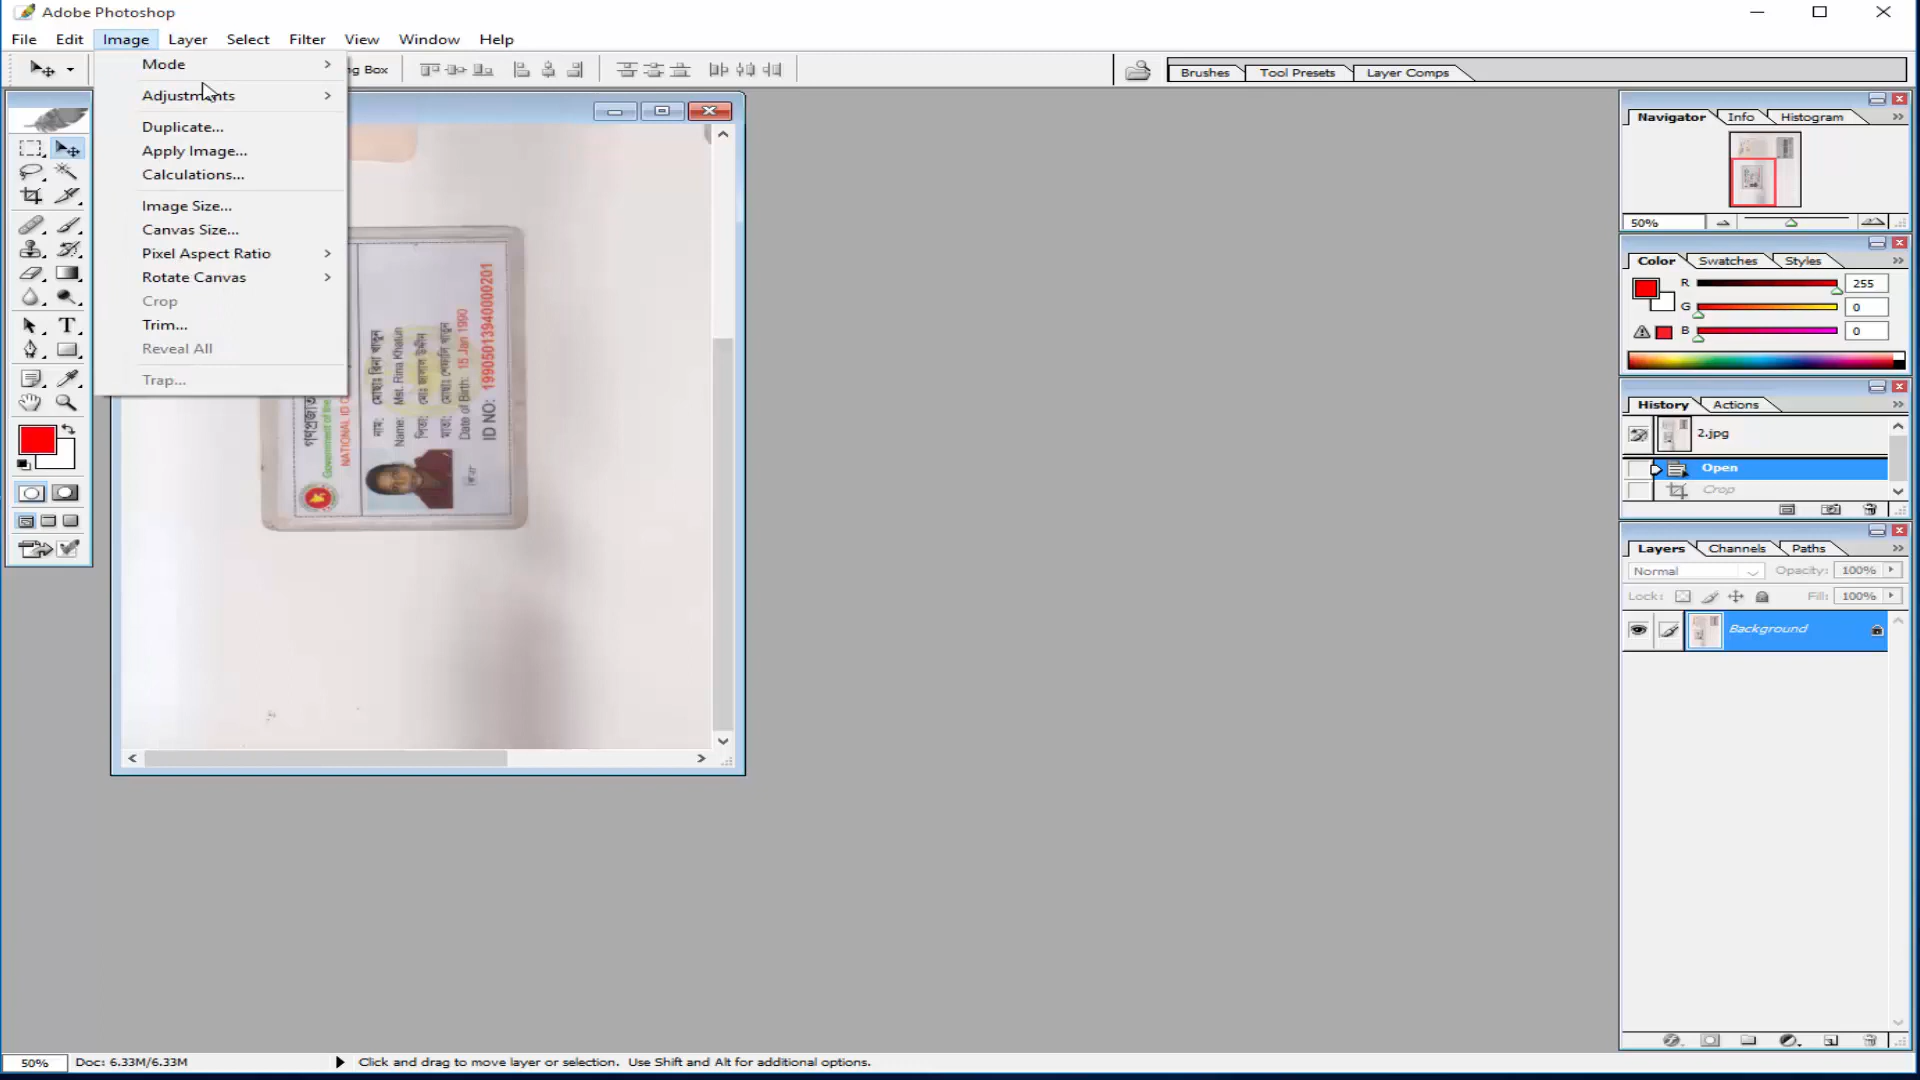 Adobe Photoshop
File Edit Image Layer Select Filter View Window Help
ng Box
Brushes Tool Presets Layer Comps
Mode
Adjustments
Duplicate...
Apply Image...
Calculations...
Image Size...
Canvas Size...
Pixel Aspect Ratio
Rotate Canvas
Crop
Trim...
Reveal All
Trap...
Government of the
NATIONAL ID C
Name: Mst. Rima Khatun
Date of Birth: 15 Jan 1990
ID NO: 19905013940000201
Navigator Info Histogram
50%
Color Swatches Styles
R 255
G 0
B 0
History Actions
2.jpg
Open
Crop
Layers Channels Paths
Normal Opacity: 100%
Lock: Fill: 100%
Background
50% Doc: 6.33M/6.33M Click and drag to move layer or selection. Use Shift and Alt for additional options.